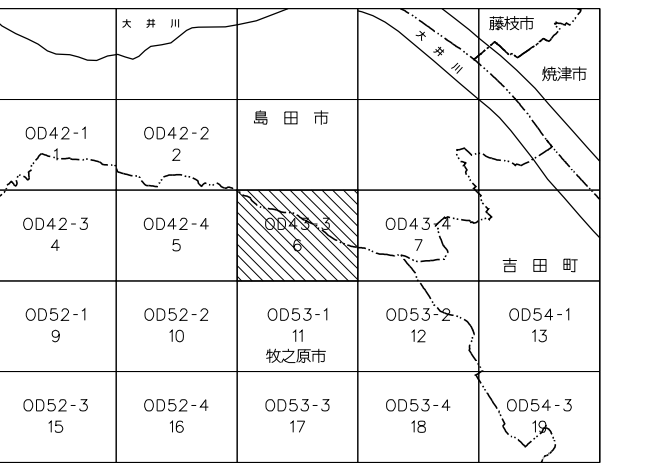 大井川
藤枝市
大井川
焼津市
島田市
OD42-1
1
OD42-2
2
OD42-3
4
OD42-4
5
OD43-3
6
OD43-4
7
吉田町
OD52-1
9
OD52-2
10
OD53-1
11
牧之原市
OD53-2
12
OD54-1
13
OD52-3
15
OD52-4
16
OD53-3
17
OD53-4
18
OD54-3
19